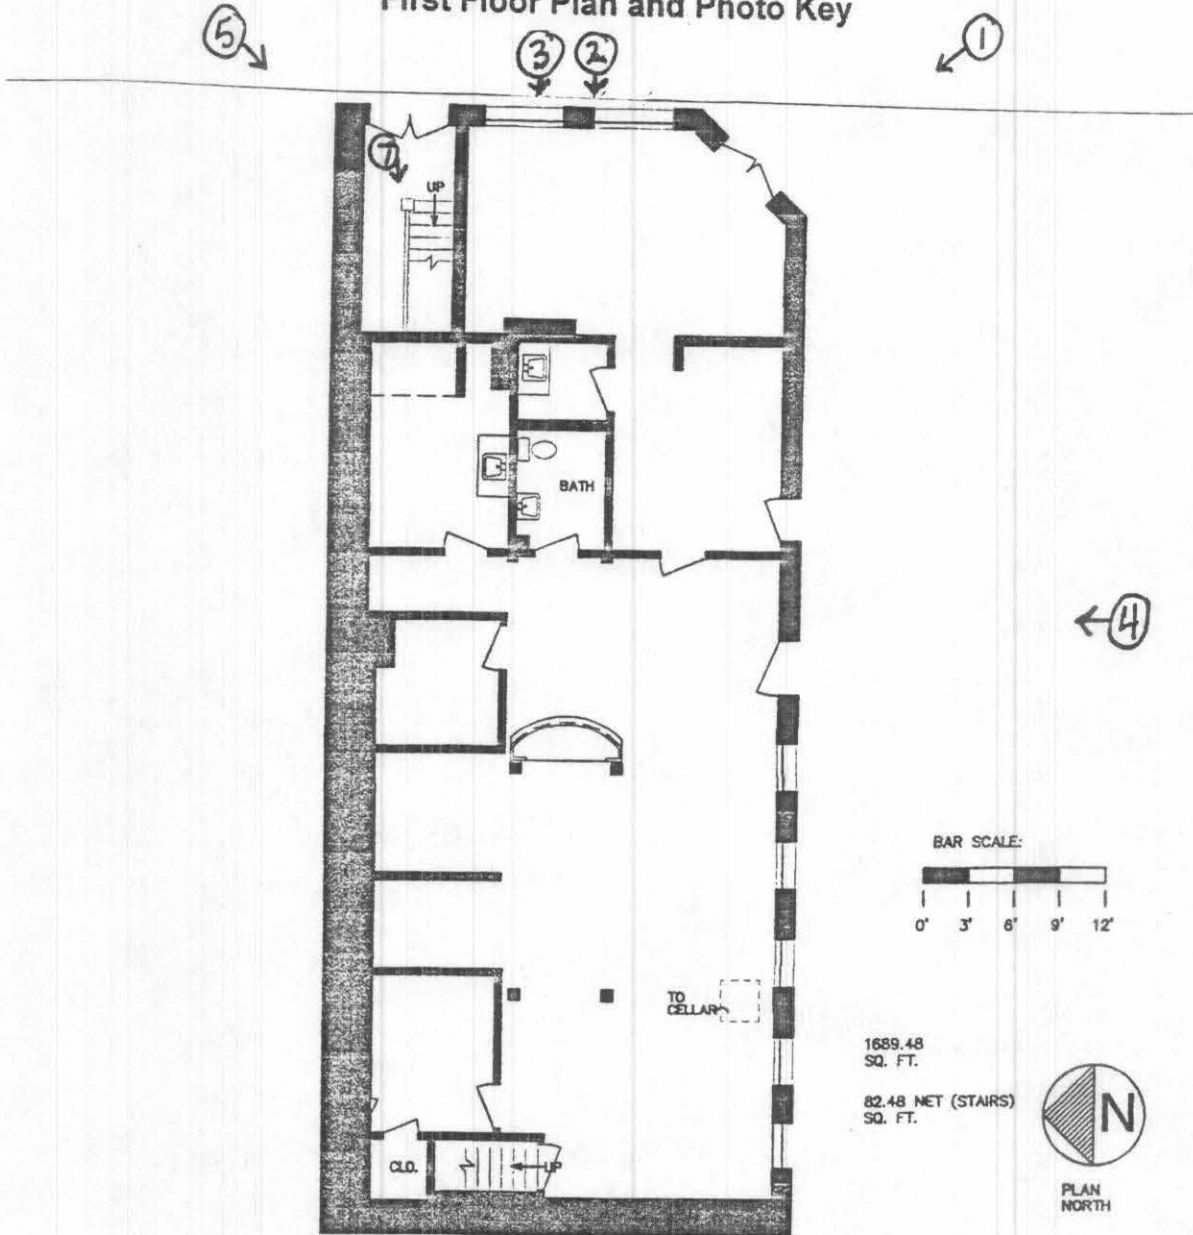 First Floor Plan and Photo Key
5
3
2
1
7
UP
BATH
4
BAR SCALE:
0' 3' 6' 9' 12'
TO
CELLAR
1689.48
SQ. FT.
82.48 NET (STAIRS)
SQ. FT.
N
PLAN
NORTH
CLO.
UP